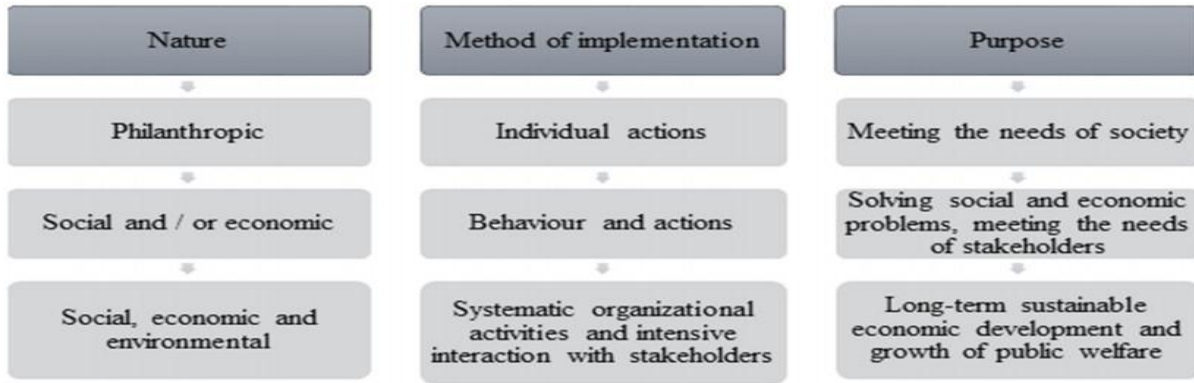 Nature
Philanthropic
Social and / or economic
Social, economic and
environmental
Method of implementation
Individual actions
Behaviour and actions
Systematic organizational
activities and intensive
interaction with stakeholders
Purpose
Meeting the needs of society
Solving social and economic
problems, meeting the needs
of stakeholders
Long-term sustainable
economic development and
growth of public welfare